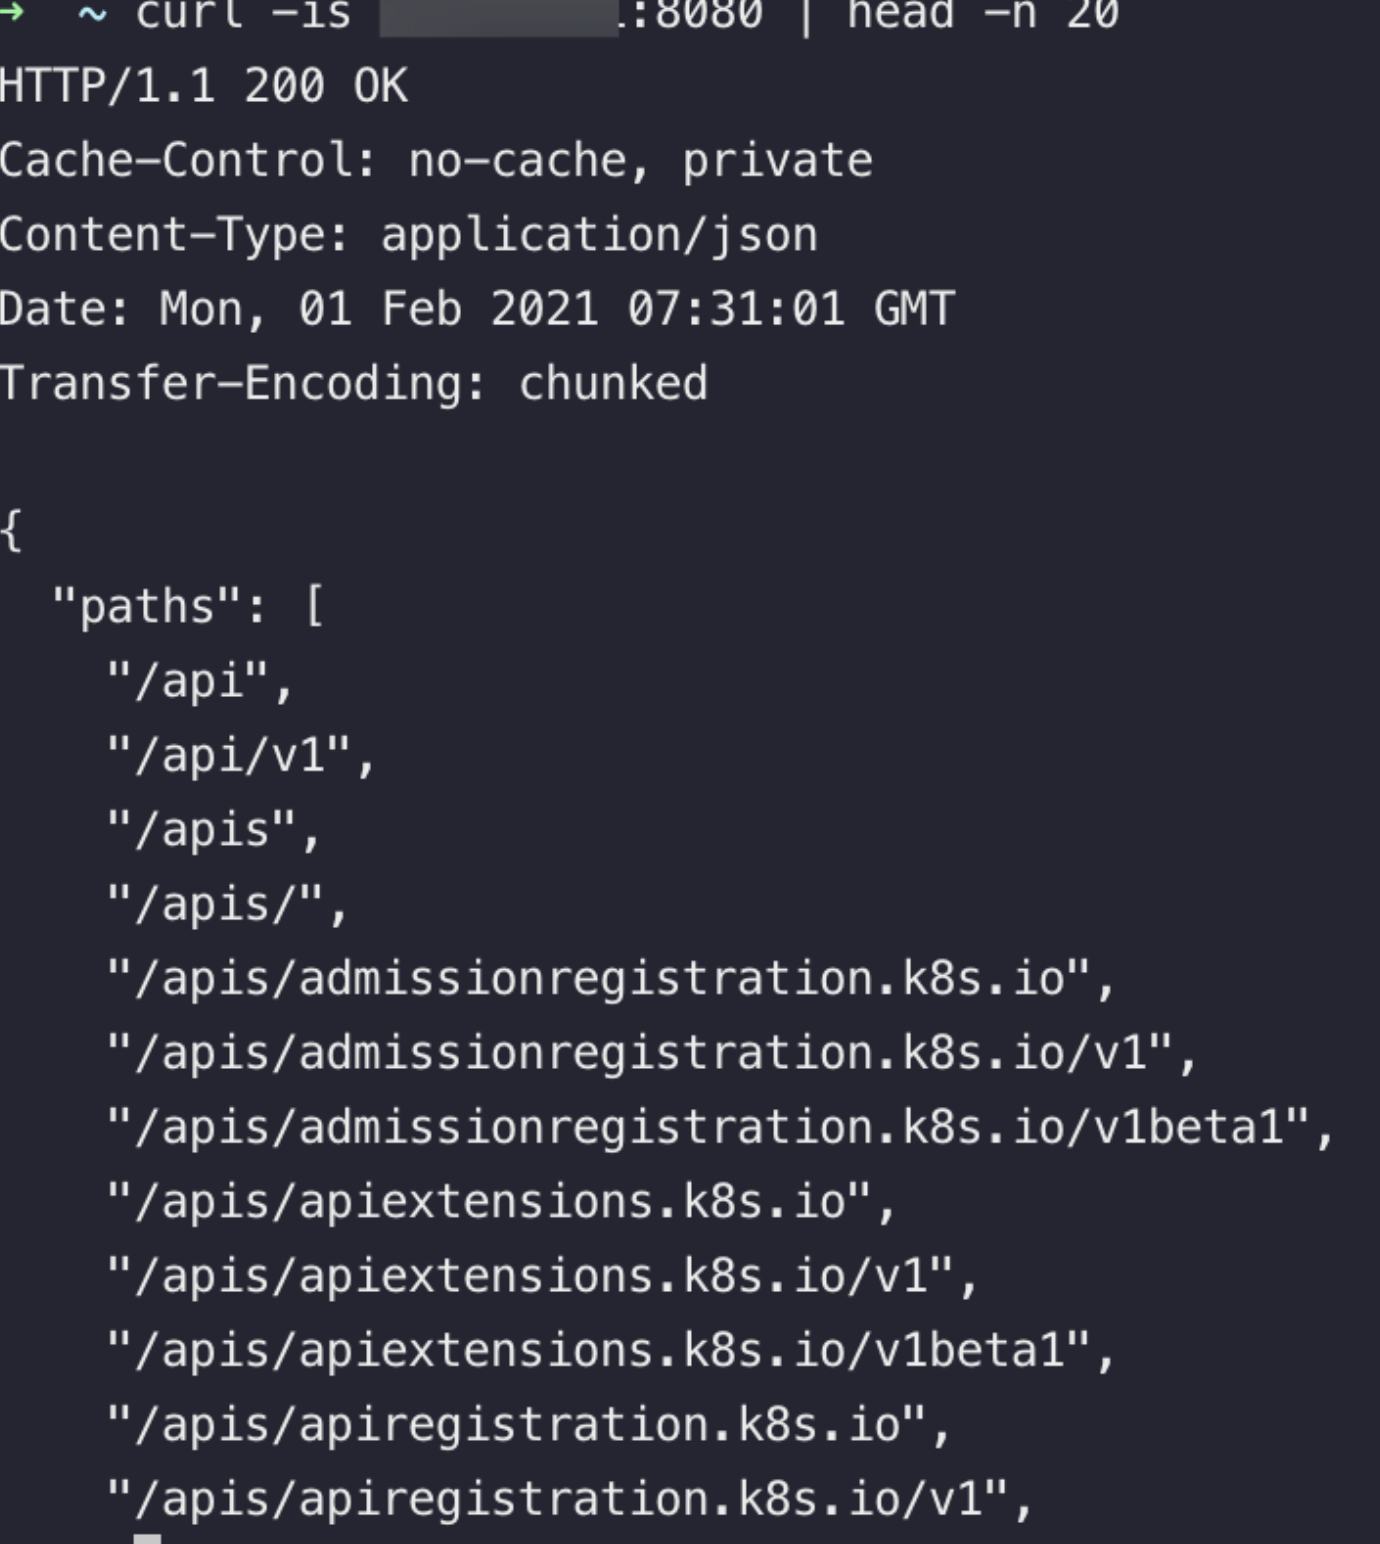 → ~ curl -is :8080 | head -n 20
HTTP/1.1 200 OK
Cache-Control: no-cache, private
Content-Type: application/json
Date: Mon, 01 Feb 2021 07:31:01 GMT
Transfer-Encoding: chunked
{
"paths": [
"/api",
"/api/v1",
"/apis",
"/apis/",
"/apis/admissionregistration.k8s.io",
"/apis/admissionregistration.k8s.io/v1",
"/apis/admissionregistration.k8s.io/v1beta1",
"/apis/apiextensions.k8s.io",
"/apis/apiextensions.k8s.io/v1",
"/apis/apiextensions.k8s.io/v1beta1",
"/apis/apiregistration.k8s.io",
"/apis/apiregistration.k8s.io/v1",